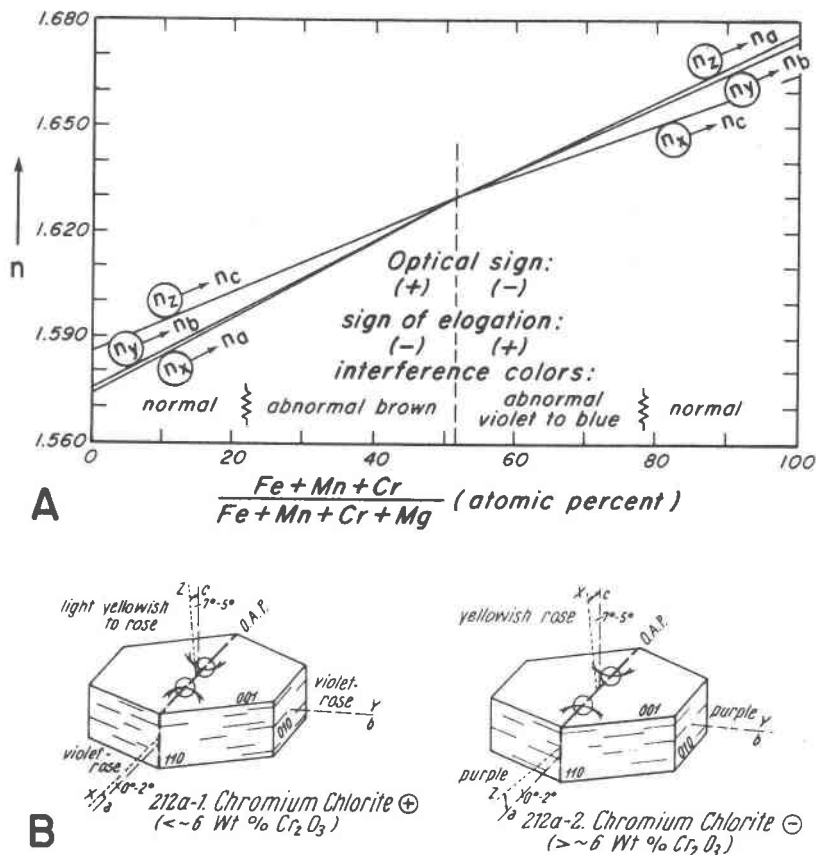 1.680
1.650
1.620
n
1.590
1.560
nz → na
ny → nb
nx → nc
nz → nc
ny → nb
nx → na
Optical sign:
(+) (-)
sign of elogation:
(-) (+)
interference colors:
normal abnormal brown abnormal violet to blue normal
0 20 40 60 80 100
A
Fe + Mn + Cr
Fe + Mn + Cr + Mg
(atomic percent)
Z c
7°-5°
light yellowish
to rose
O.A.P.
001
violet-
rose
Y
b
010
violet-
rose
110
X 0°-2°
a
212a-1. Chromium Chlorite ⊕
(<~6 Wt % Cr2O3)
X c
7°-5°
yellowish rose
O.A.P.
001
purple
Y
b
010
purple
110
Z 0°-2°
a
212a-2. Chromium Chlorite ⊖
(>~6 Wt % Cr2O3)
B